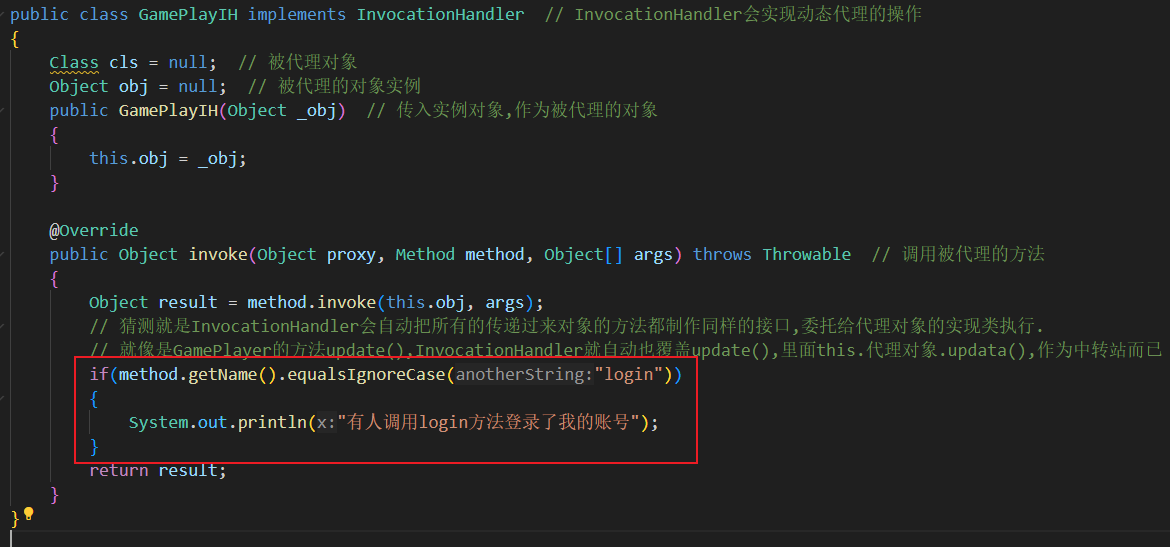 public class GamePlayIH implements InvocationHandler  // InvocationHandler会实现动态代理的操作
{
    Class cls = null;  // 被代理对象
    Object obj = null;  // 被代理的对象实例
    public GamePlayIH(Object _obj)  // 传入实例对象,作为被代理的对象
    {
        this.obj = _obj;
    }
    @Override
    public Object invoke(Object proxy, Method method, Object[] args) throws Throwable  // 调用被代理的方法
    {
        Object result = method.invoke(this.obj, args);
        // 猜测就是InvocationHandler会自动把所有的传递过来对象的方法都制作同样的接口,委托给代理对象的实现类执行.
        // 就像是GamePlayer的方法update(),InvocationHandler就自动也覆盖update(),里面this.代理对象.updata(),作为中转站而已
        if(method.getName().equalsIgnoreCase(anotherString:"login"))
        {
            System.out.println(x:"有人调用login方法登录了我的账号");
        }
        return result;
    }
}